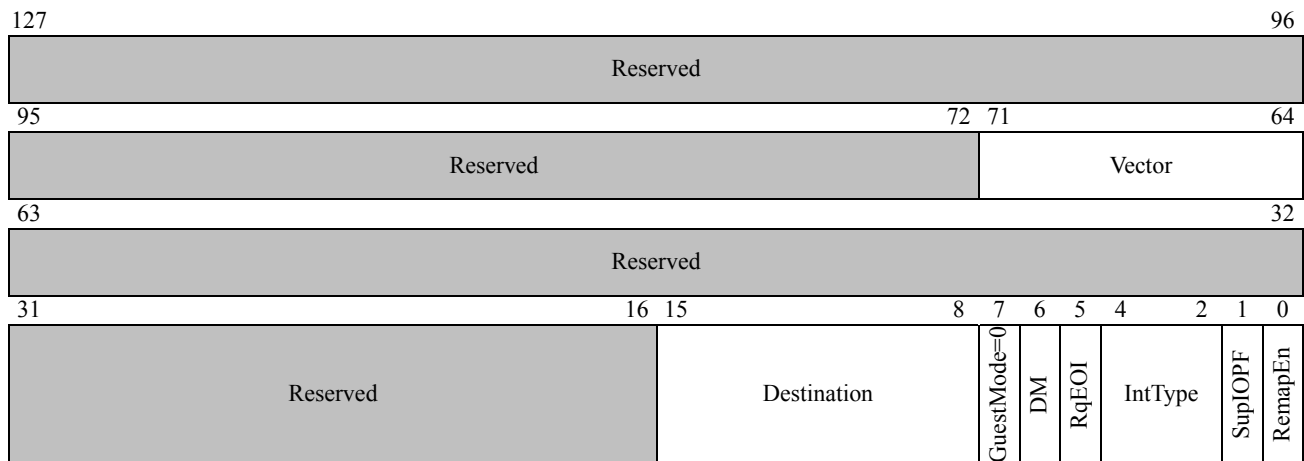 127 96
Reserved
95 72 71 64
Reserved Vector
63 32
Reserved
31 16 15 8 7 6 5 4 2 1 0
Reserved Destination GuestMode=0 DM RqEOI IntType SupIOPF RemapEn